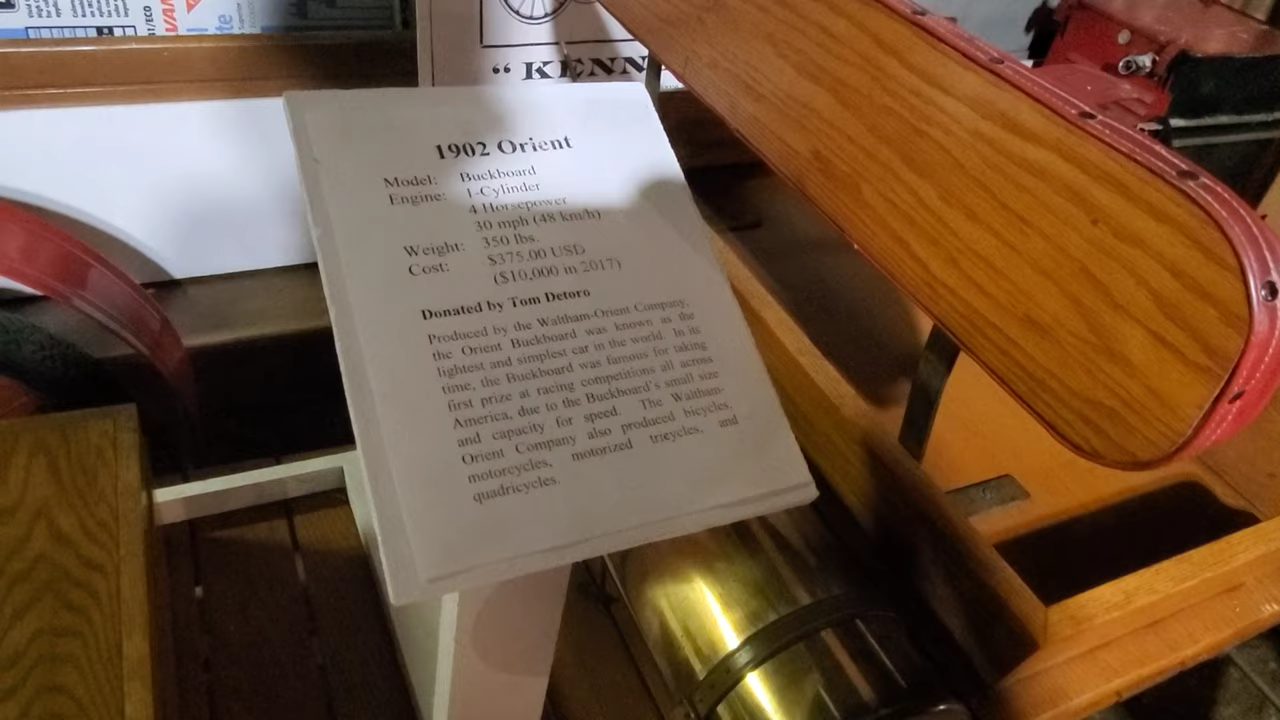 “ KENN
1902 Orient
Model: Buckboard
Engine: 1-Cylinder
4 Horsepower
30 mph (48 km/h)
Weight: 350 lbs.
Cost: $375.00 USD
($10,000 in 2017)
Donated by Tom Detoro
Produced by the Waltham-Orient Company,
the Orient Buckboard was known as the
lightest and simplest car in the world. In its
time, the Buckboard was famous for taking
first prize at racing competitions all across
America, due to the Buckboard's small size
and capacity for speed. The Waltham-
Orient Company also produced bicycles,
motorcycles, motorized tricycles, and
quadricycles.